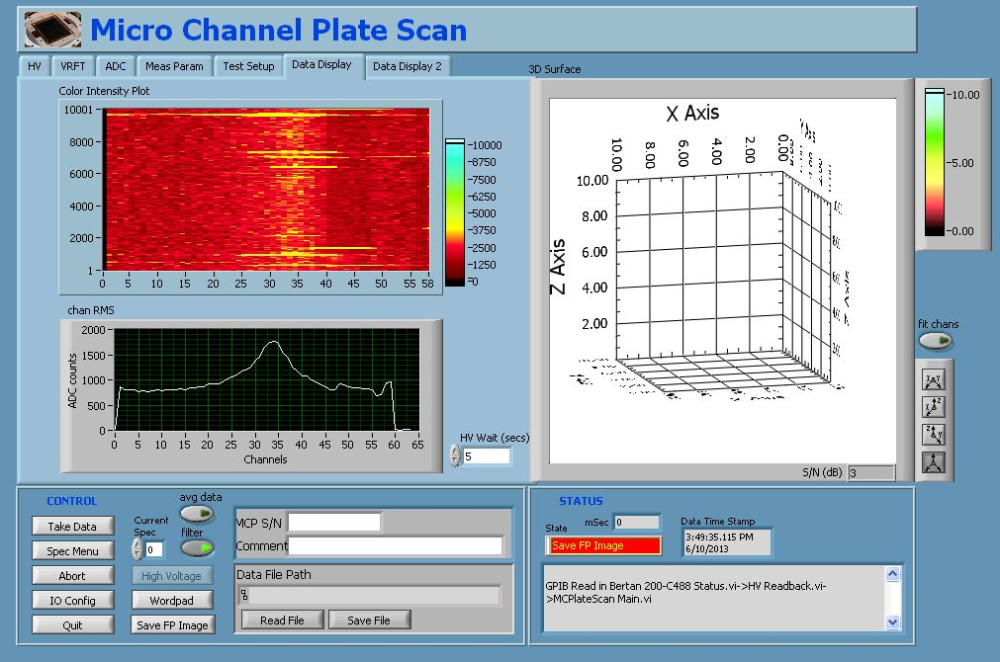 Micro Channel Plate Scan
HV VRFT ADC Meas Param Test Setup Data Display Data Display 2
Color Intensity Plot
10001
8000
6000
4000
2000
1
0 5 10 15 20 25 30 35 40 45 50 55 58
10000
8750
7500
6250
5000
3750
2500
1250
0
chan RMS
2000
1500
1000
500
0
ADC counts
0 5 10 15 20 25 30 35 40 45 50 55 60 65
Channels
HV Wait (secs)
5
3D Surface
X Axis
10.00 8.00 6.00 4.00 2.00 0.00
10.00
8.00
6.00
4.00
2.00
Z Axis
S/N (dB) 3
10.00
5.00
0.00
fit chans
CONTROL
Take Data
Spec Menu
Abort
IO Config
Quit
Current
Spec
0
avg data
filter
High Voltage
Wordpad
Save FP Image
MCP S/N
Comment
Data File Path
Read File Save File
STATUS
State
Save FP Image
mSec 0
Data Time Stamp
3:49:35.115 PM
6/10/2013
GPIB Read in Bertan 200-C488 Status.vi->HV Readback.vi-
>MCPlateScan Main.vi